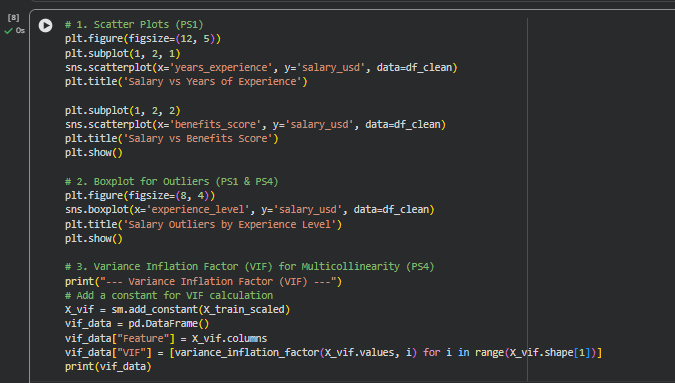 [8]
0s
# 1. Scatter Plots (PS1)
plt.figure(figsize=(12, 5))
plt.subplot(1, 2, 1)
sns.scatterplot(x='years_experience', y='salary_usd', data=df_clean)
plt.title('Salary vs Years of Experience')
plt.subplot(1, 2, 2)
sns.scatterplot(x='benefits_score', y='salary_usd', data=df_clean)
plt.title('Salary vs Benefits Score')
plt.show()
# 2. Boxplot for Outliers (PS1 & PS4)
plt.figure(figsize=(8, 4))
sns.boxplot(x='experience_level', y='salary_usd', data=df_clean)
plt.title('Salary Outliers by Experience Level')
plt.show()
# 3. Variance Inflation Factor (VIF) for Multicollinearity (PS4)
print("--- Variance Inflation Factor (VIF) ---")
# Add a constant for VIF calculation
X_vif = sm.add_constant(X_train_scaled)
vif_data = pd.DataFrame()
vif_data["Feature"] = X_vif.columns
vif_data["VIF"] = [variance_inflation_factor(X_vif.values, i) for i in range(X_vif.shape[1])]
print(vif_data)